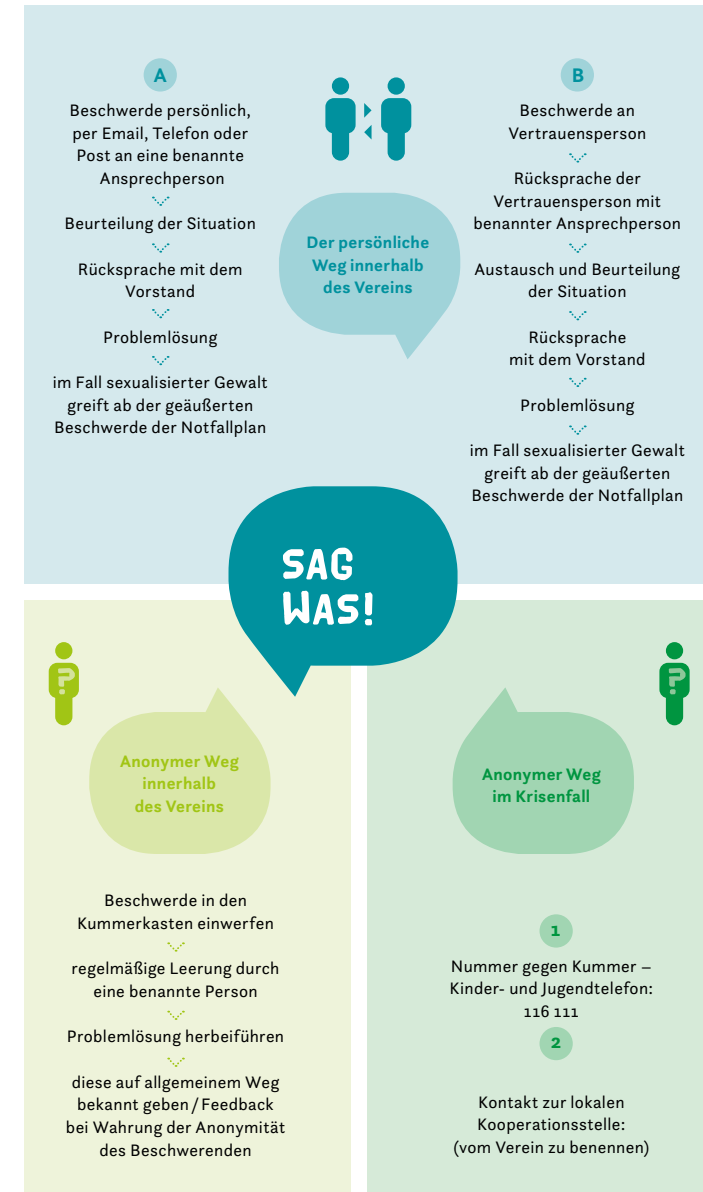 A
Beschwerde persönlich,
per Email, Telefon oder
Post an eine benannte
Ansprechperson
Beurteilung der Situation
Rücksprache mit dem
Vorstand
Problemlösung
im Fall sexualisierter Gewalt
greift ab der geäußerten
Beschwerde der Notfallplan
Der persönliche
Weg innerhalb
des Vereins
B
Beschwerde an
Vertrauensperson
Rücksprache der
Vertrauensperson mit
benannter Ansprechperson
Austausch und Beurteilung
der Situation
Rücksprache
mit dem Vorstand
Problemlösung
im Fall sexualisierter Gewalt
greift ab der geäußerten
Beschwerde der Notfallplan
SAG
WAS!
?
Anonymer Weg
innerhalb
des Vereins
Beschwerde in den
Kummerkasten einwerfen
regelmäßige Leerung durch
eine benannte Person
Problemlösung herbeiführen
diese auf allgemeinem Weg
bekannt geben / Feedback
bei Wahrung der Anonymität
des Beschwerenden
?
Anonymer Weg
im Krisenfall
1
Nummer gegen Kummer –
Kinder- und Jugendtelefon:
116 111
2
Kontakt zur lokalen
Kooperationsstelle:
(vom Verein zu benennen)